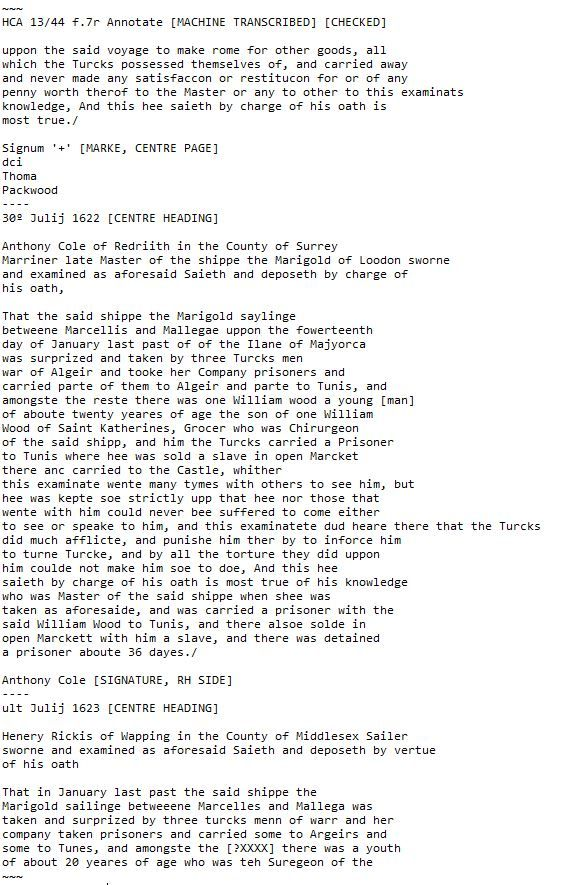 ~~~
HCA 13/44 f.7r Annotate [MACHINE TRANSCRIBED] [CHECKED]
uppon the said voyage to make rome for other goods, all
which the Turcks possessed themselves of, and carried away
and never made any satisfaccon or restitucon for or of any
penny worth therof to the Master or any to other to this examinats
knowledge, And this hee saieth by charge of his oath is
most true./
Signum '+' [MARKE, CENTRE PAGE]
dci
Thoma
Packwood
----
30º Julij 1622 [CENTRE HEADING]
Anthony Cole of Redriith in the County of Surrey
Marriner late Master of the shippe the Marigold of Loodon sworne
and examined as aforesaid Saieth and deposeth by charge of
his oath,
That the said shippe the Marigold saylinge
betweene Marcellis and Mallegae uppon the fowerteenth
day of January last past of of the Ilane of Majyorca
was surprized and taken by three Turcks men
war of Algeir and tooke her Company prisoners and
carried parte of them to Algeir and parte to Tunis, and
amongste the reste there was one William wood a young [man]
of aboute twenty yeares of age the son of one William
Wood of Saint Katherines, Grocer who was Chirurgeon
of the said shipp, and him the Turcks carried a Prisoner
to Tunis where hee was sold a slave in open Marcket
there anc carried to the Castle, whither
this examinate wente many tymes with others to see him, but
hee was kepte soe strictly upp that hee nor those that
wente with him could never bee suffered to come either
to see or speake to him, and this examinatete dud heare there that the Turcks
did much afflicte, and punishe him ther by to inforce him
to turne Turcke, and by all the torture they did uppon
him coulde not make him soe to doe, And this hee
saieth by charge of his oath is most true of his knowledge
who was Master of the said shippe when shee was
taken as aforesaide, and was carried a prisoner with the
said William Wood to Tunis, and there alsoe solde in
open Marckett with him a slave, and there was detained
a prisoner aboute 36 dayes./
Anthony Cole [SIGNATURE, RH SIDE]
----
ult Julij 1623 [CENTRE HEADING]
Henery Rickis of Wapping in the County of Middlesex Sailer
sworne and examined as aforesaid Saieth and deposeth by vertue
of his oath
That in January last past the said shippe the
Marigold sailinge betweeene Marcelles and Mallega was
taken and surprized by three turcks menn of warr and her
company taken prisoners and carried some to Argeirs and
some to Tunes, and amongste the [?XXXX] there was a youth
of about 20 yeares of age who was teh Suregeon of the
~~~